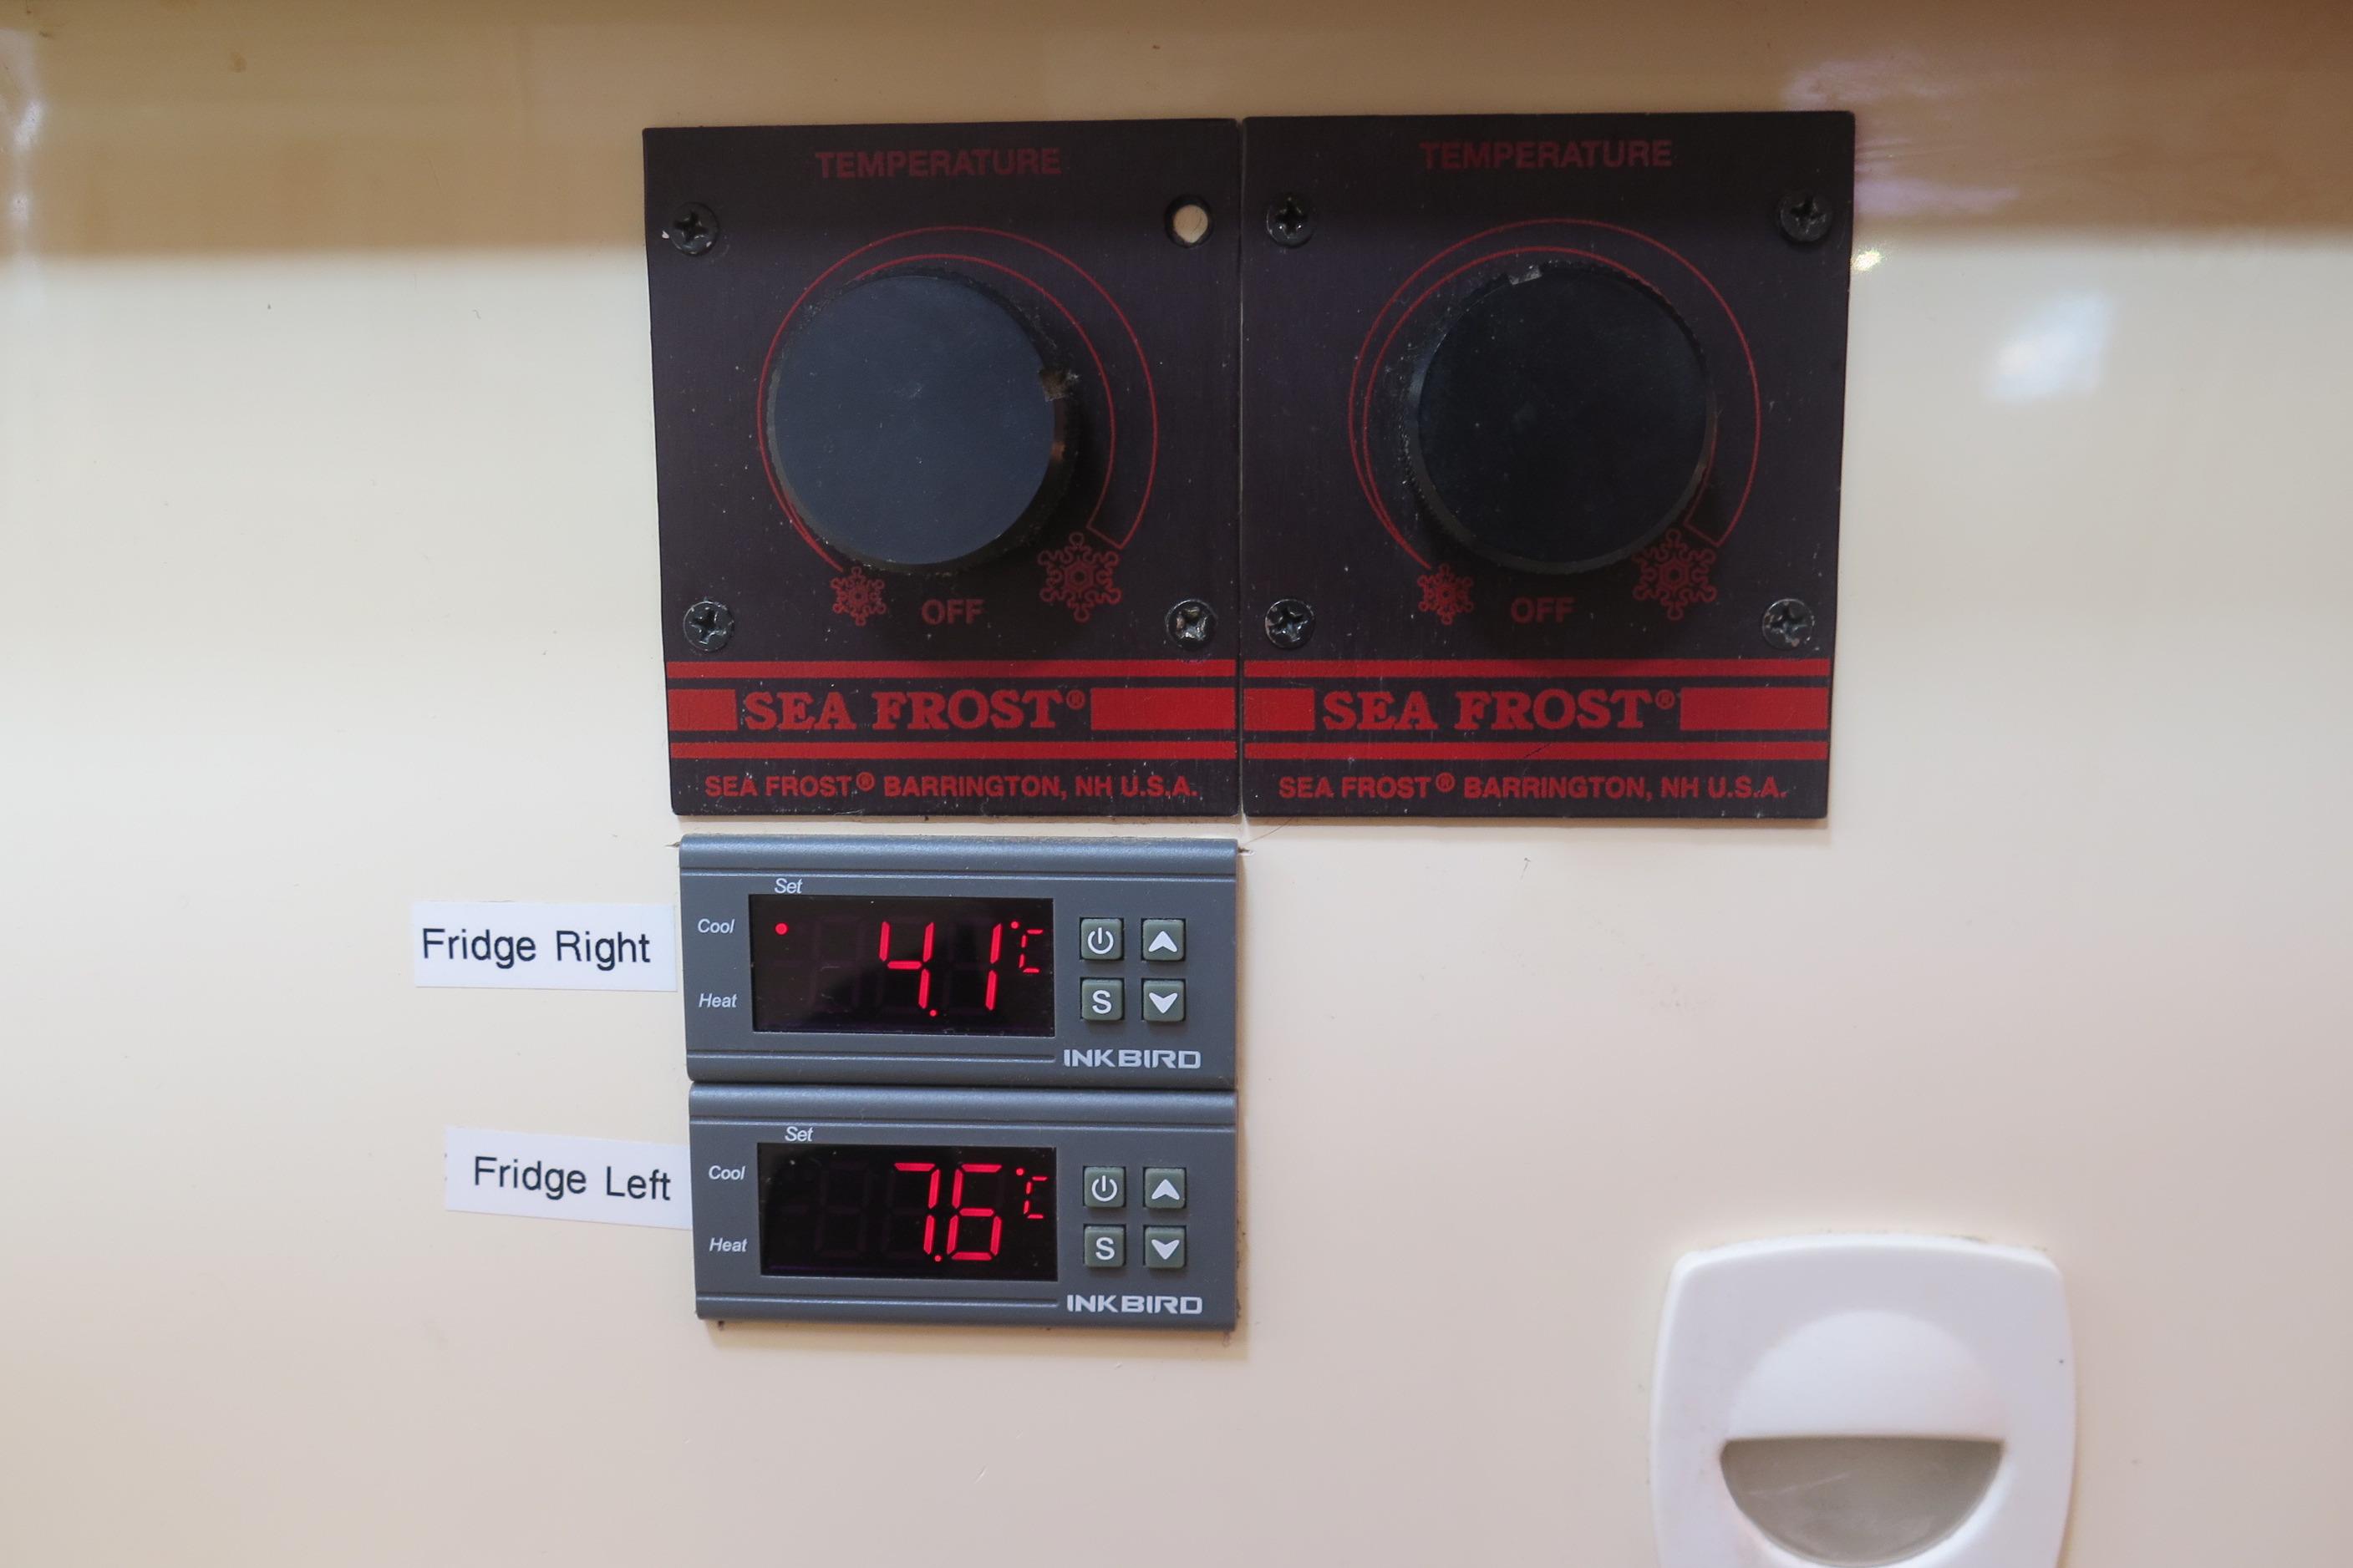 TEMPERATURE
OFF
SEA FROST®
SEA FROST® BARRINGTON, NH U.S.A.
TEMPERATURE
OFF
SEA FROST®
SEA FROST® BARRINGTON, NH U.S.A.
Fridge Right
Set
Cool
Heat
4.1°C
S
INKBIRD
Fridge Left
Set
Cool
Heat
7.6°C
S
INKBIRD